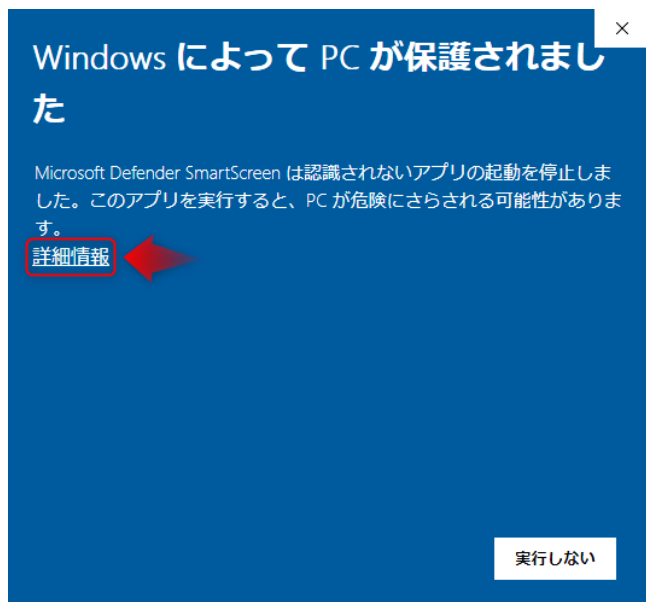 Windows によって PC が保護されまし
た
Microsoft Defender SmartScreen は認識されないアプリの起動を停止しま
した。このアプリを実行すると、PC が危険にさらされる可能性がありま
す。
詳細情報
実行しない